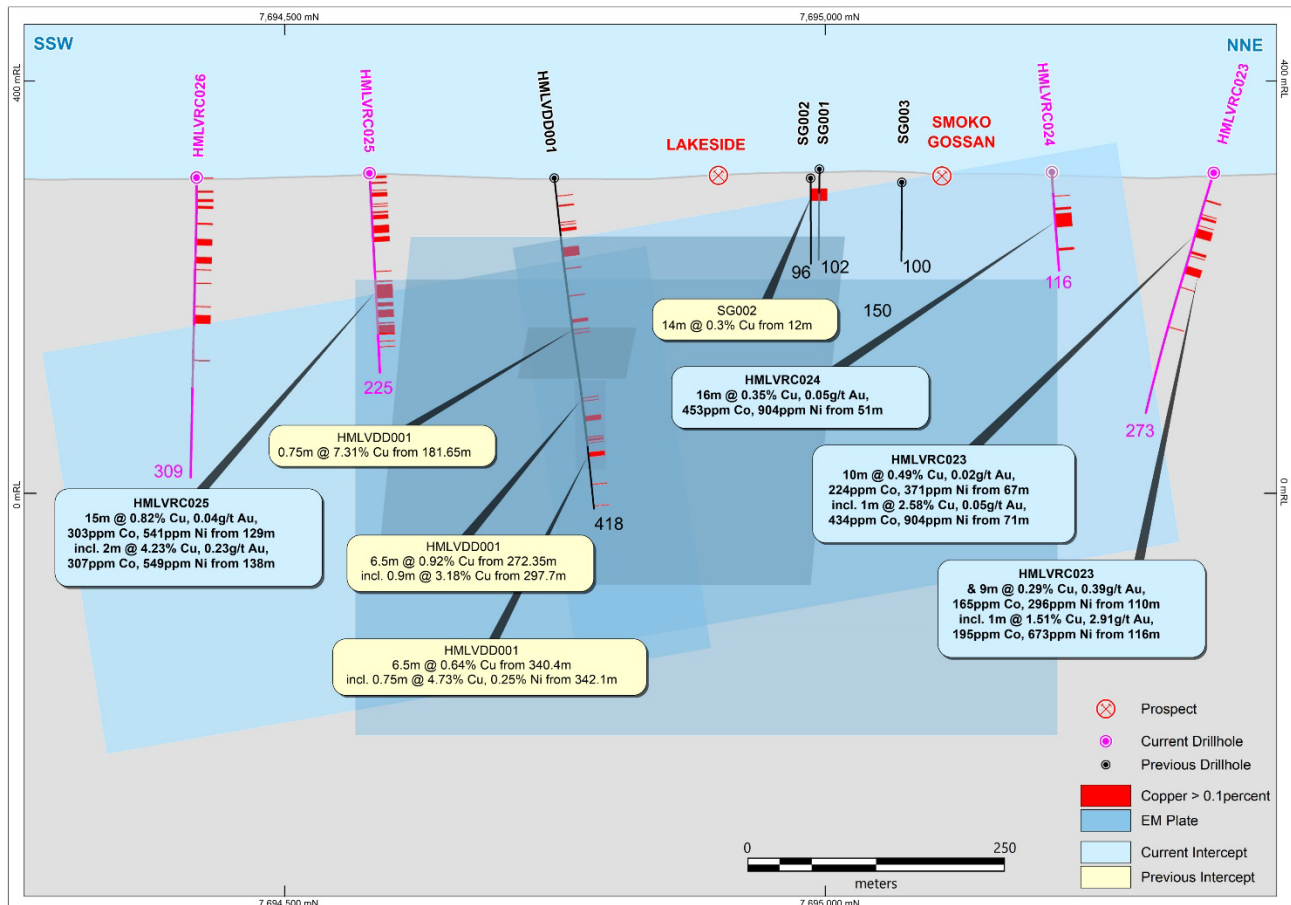 7,694,500 mN
7,695,000 mN
SSW
NNE
400 mRL
400 mRL
HMLVRC026
HMLVRC025
HMLVDD001
LAKESIDE
SG002
SG001
SG003
SMOKO
GOSSAN
HMLVRC024
HMLVRC023
96
102
100
116
150
225
273
309
418
0 mRL
0 mRL
SG002
14m @ 0.3% Cu from 12m
HMLVRC024
16m @ 0.35% Cu, 0.05g/t Au,
453ppm Co, 904ppm Ni from 51m
HMLVDD001
0.75m @ 7.31% Cu from 181.65m
HMLVRC023
10m @ 0.49% Cu, 0.02g/t Au,
224ppm Co, 371ppm Ni from 67m
incl. 1m @ 2.58% Cu, 0.05g/t Au,
434ppm Co, 904ppm Ni from 71m
HMLVRC025
15m @ 0.82% Cu, 0.04g/t Au,
303ppm Co, 541ppm Ni from 129m
incl. 2m @ 4.23% Cu, 0.23g/t Au,
307ppm Co, 549ppm Ni from 138m
HMLVDD001
6.5m @ 0.92% Cu from 272.35m
incl. 0.9m @ 3.18% Cu from 297.7m
HMLVRC023
& 9m @ 0.29% Cu, 0.39g/t Au,
165ppm Co, 296ppm Ni from 110m
incl. 1m @ 1.51% Cu, 2.91g/t Au,
195ppm Co, 673ppm Ni from 116m
HMLVDD001
6.5m @ 0.64% Cu from 340.4m
incl. 0.75m @ 4.73% Cu, 0.25% Ni from 342.1m
Prospect
Current Drillhole
Previous Drillhole
Copper > 0.1percent
EM Plate
Current Intercept
Previous Intercept
0
250
meters
7,694,500 mN
7,695,000 mN